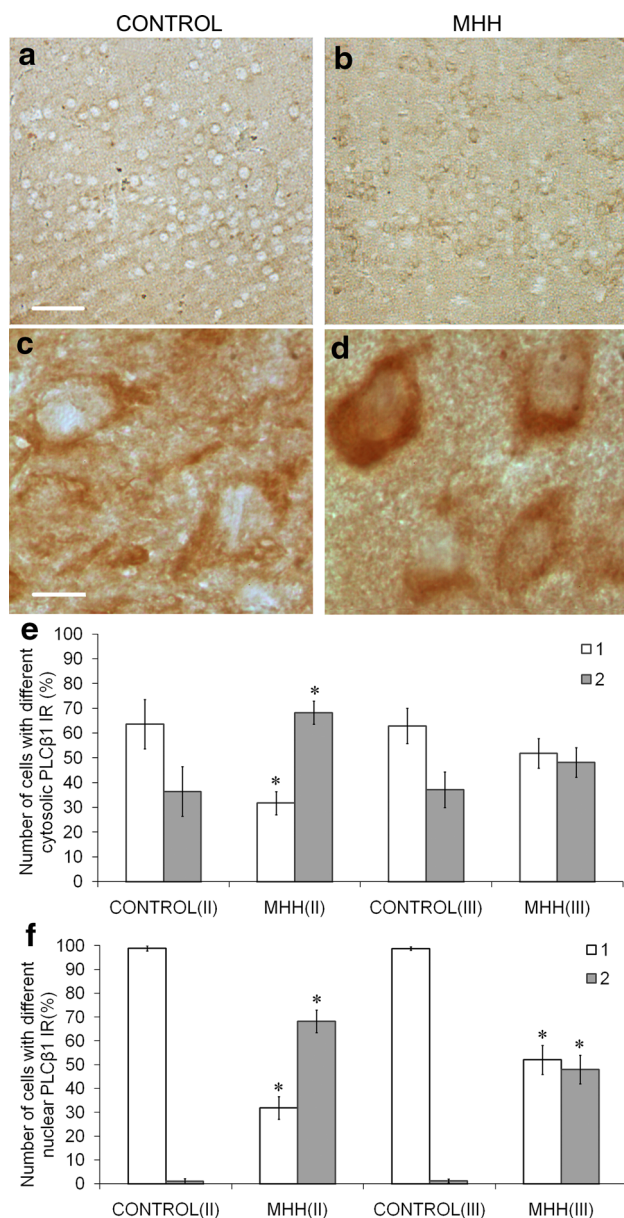 CONTROL MHH
a b
c d
e
Number of cells with different
cytosolic PLCβ1 IR (%)
100
90
80
70
60
50
40
30
20
10
0
* *
1
2
CONTROL(II) MHH(II) CONTROL(III) MHH(III)
f
Number of cells with different
nuclear PLCβ1 IR(%)
100
90
80
70
60
50
40
30
20
10
0
* * * *
1
2
CONTROL(II) MHH(II) CONTROL(III) MHH(III)